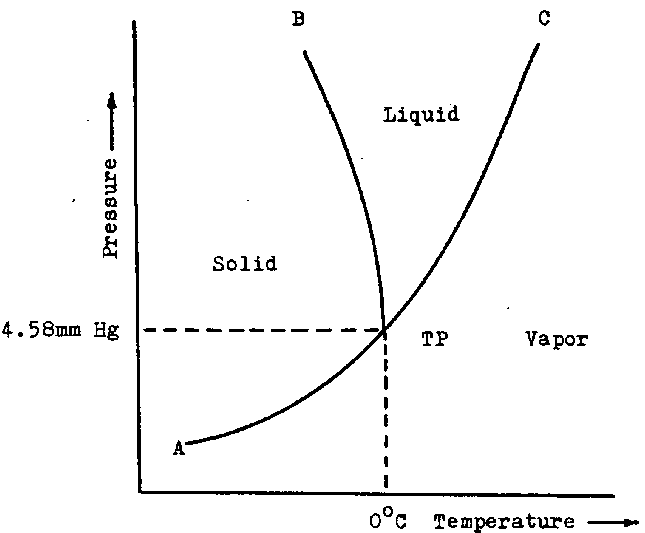 B
C
Liquid
Pressure
Solid
4.58mm Hg
TP
Vapor
A
0°C Temperature